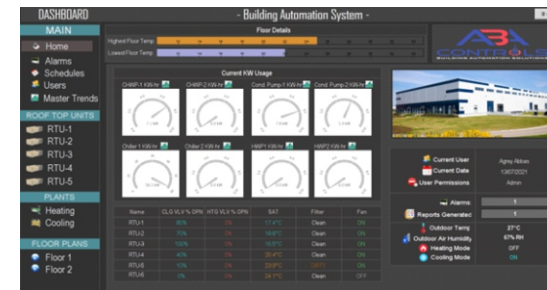 DASHBOARD
- Building Automation System -
MAIN
Home
Alarms
Schedules
Users
Master Trends
ROOF TOP UNITS
RTU-1
RTU-2
RTU-3
RTU-4
RTU-5
PLANTS
Heating
Cooling
FLOOR PLANS
Floor 1
Floor 2
Floor Details
Highest Floor Temp
Lowest Floor Temp
Current KW Usage
CHWP-1 KW-hr
CHWP-2 KW-hr
Cond. Pump-1 KW-hr
Cond. Pump-2 KW-hr
Chiller 1 KW-hr
Chiller 2 KW-hr
HWP1 KW-hr
HWP2 KW-hr
Name CLG VLV % OPN HTG VLV % OPN SAT Filter Fan
RTU-1 Clean ON
RTU-2 Clean ON
RTU-3 100% Clean ON
RTU-4 Clean ON
RTU-5 ON
RTU-6 Clean OFF
ABA
CONTROLS
BUILDING AUTOMATION SOLUTIONS
Current User
Current Date 13/07/2021
User Permissions Admin
Alarms 1
Reports Generated 1
Outdoor Temp 27°C
Outdoor Air Humidity 67% RH
Heating Mode OFF
Cooling Mode ON